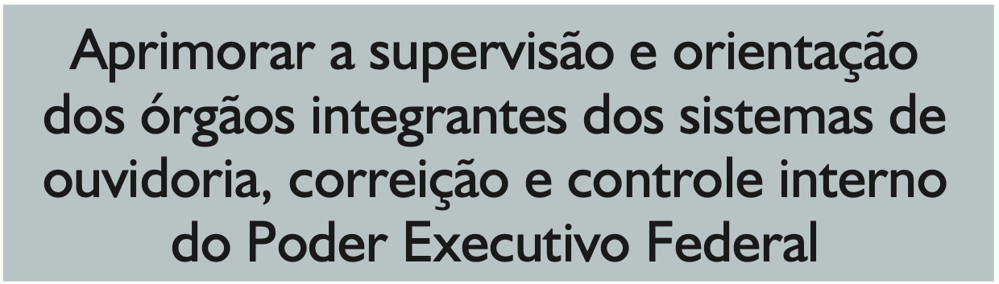 Aprimorar a supervisão e orientação
dos órgãos integrantes dos sistemas de
ouvidoria, correição e controle interno
do Poder Executivo Federal